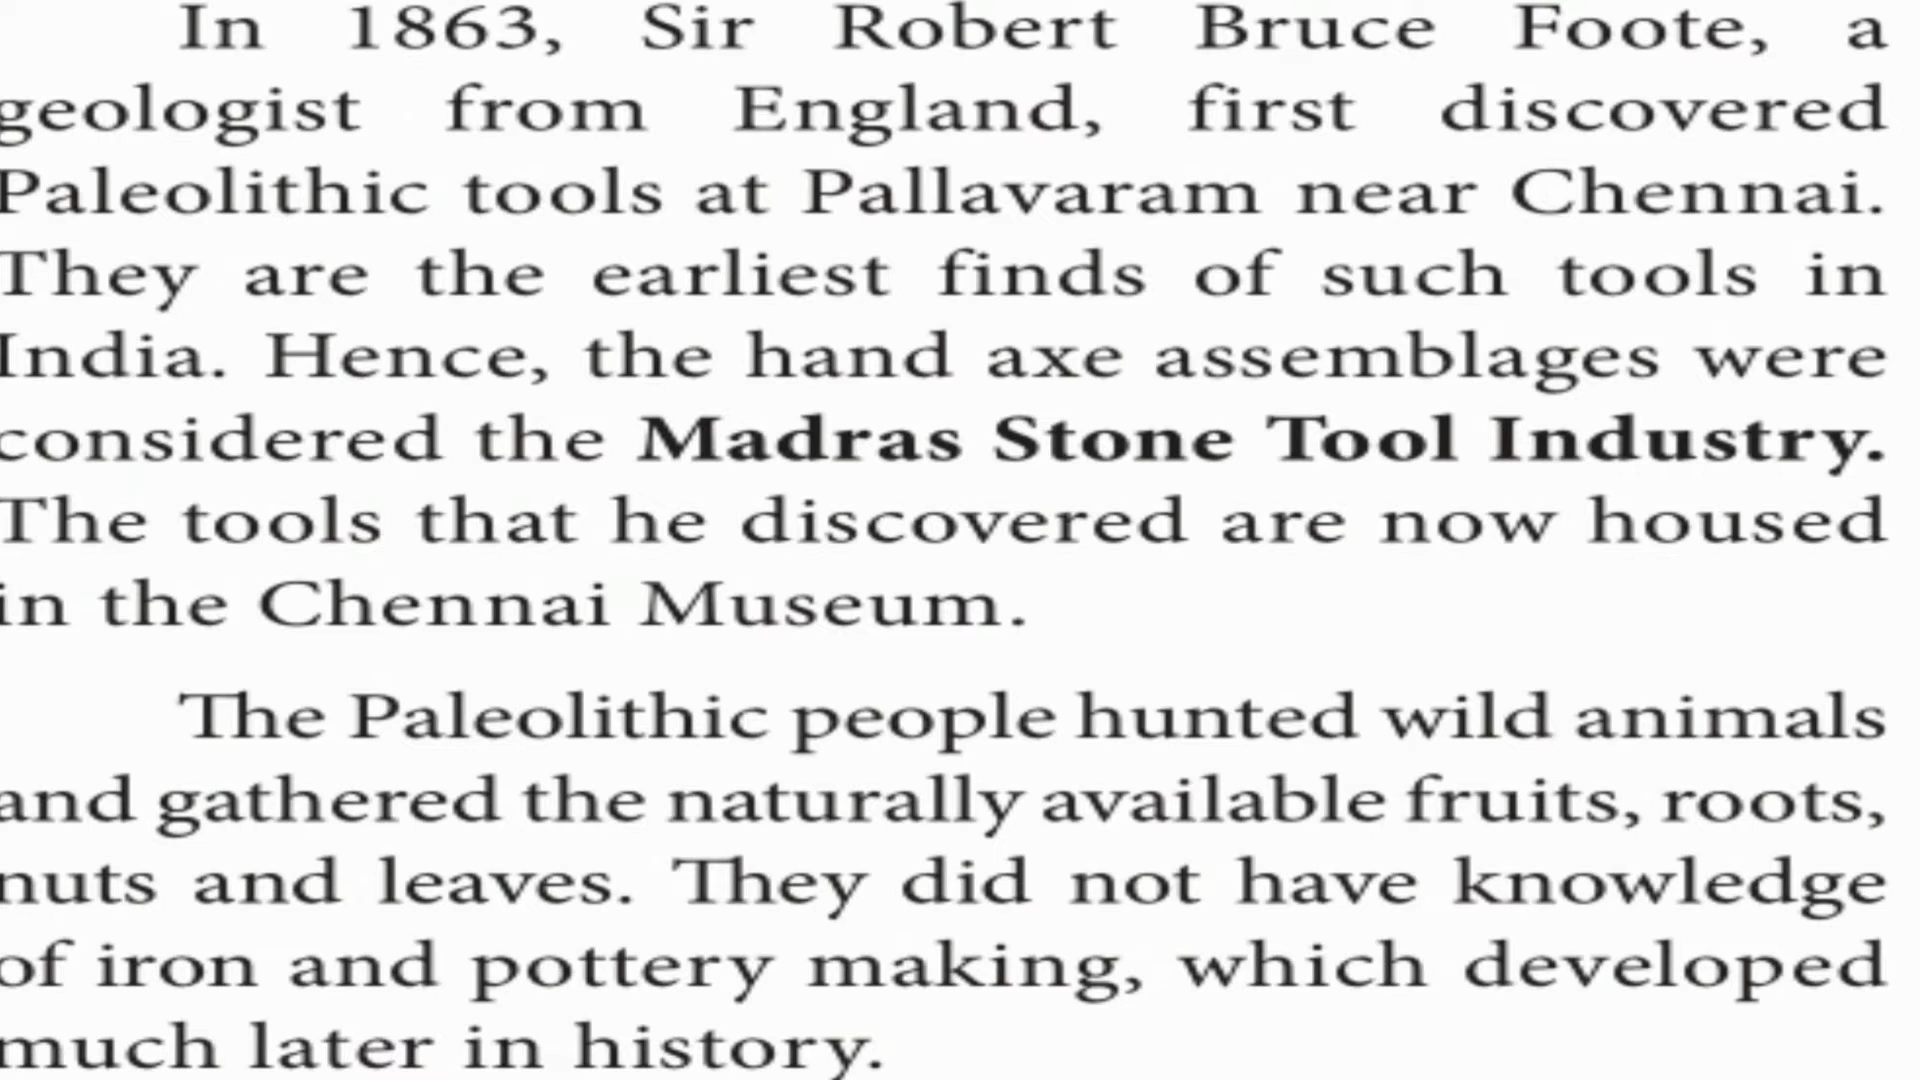 In 1863, Sir Robert Bruce Foote, a
geologist from England, first discovered
Paleolithic tools at Pallavaram near Chennai.
They are the earliest finds of such tools in
India. Hence, the hand axe assemblages were
considered the Madras Stone Tool Industry.
The tools that he discovered are now housed
in the Chennai Museum.
The Paleolithic people hunted wild animals
and gathered the naturally available fruits, roots,
nuts and leaves. They did not have knowledge
of iron and pottery making, which developed
much later in history.